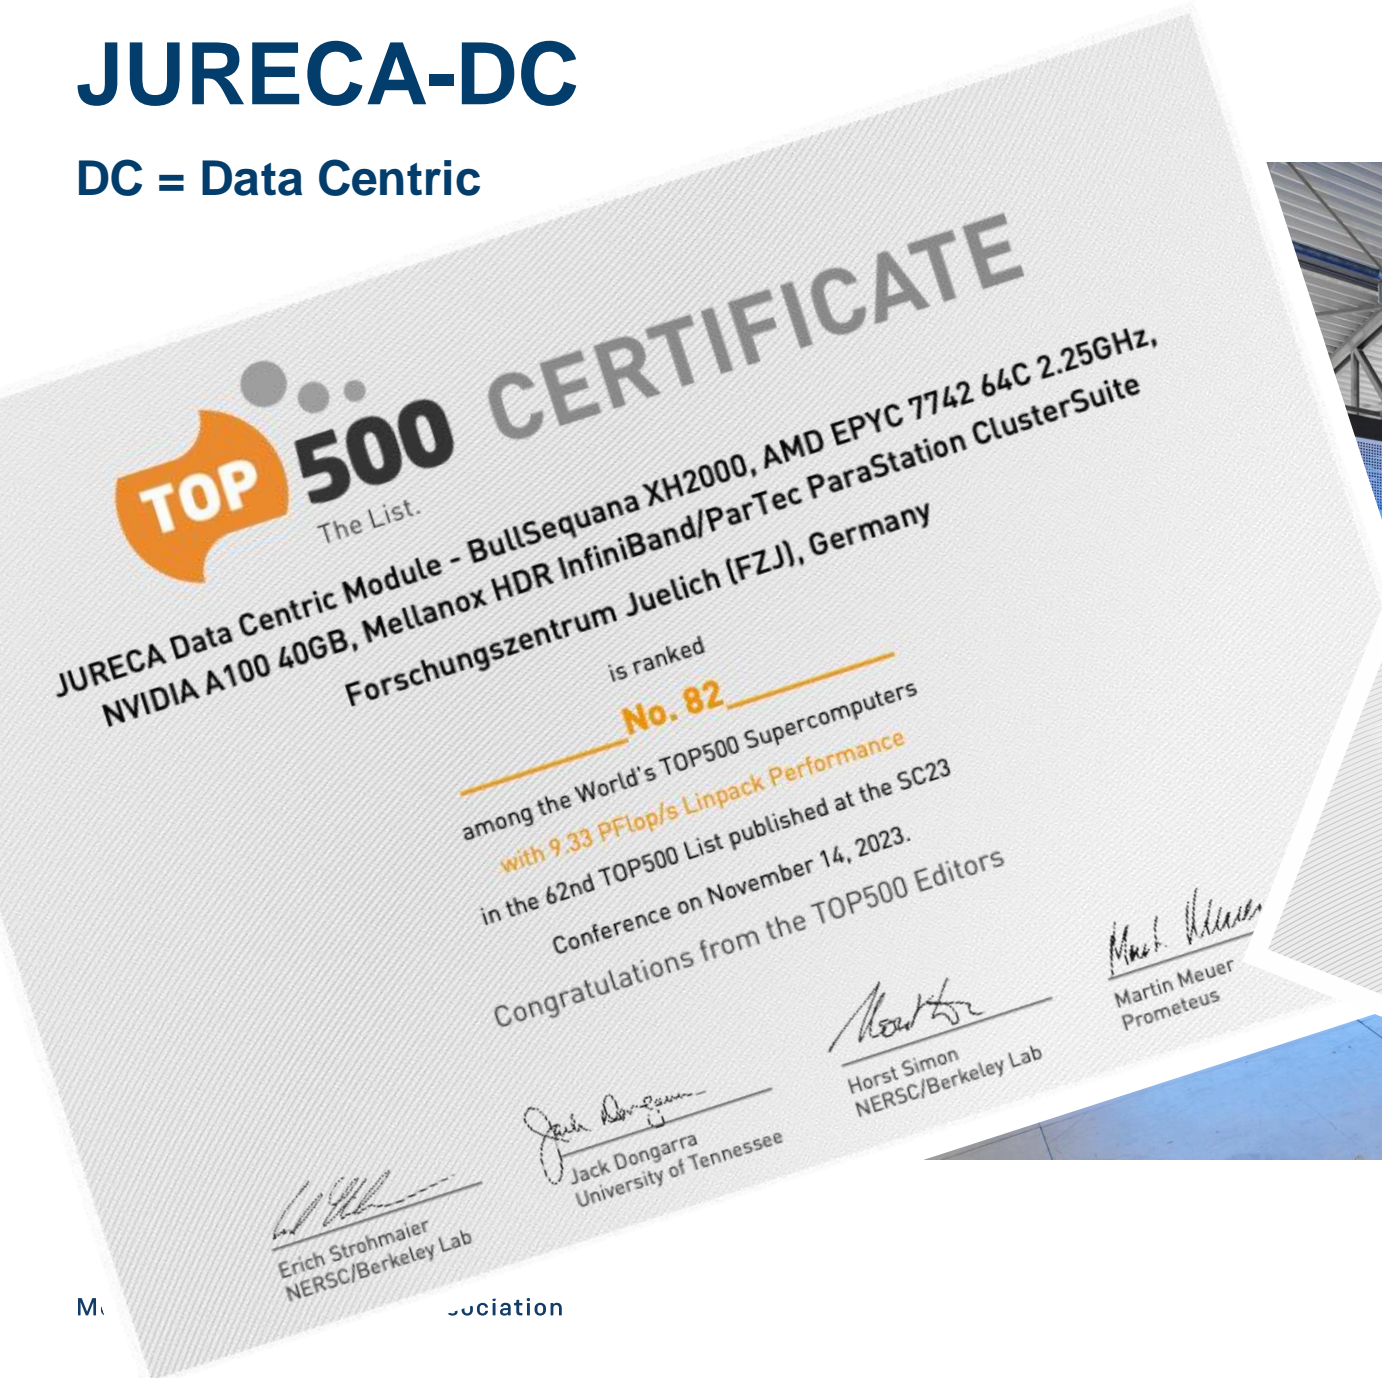 JURECA-DC
DC = Data Centric
TOP 500 CERTIFICATE
The List.
JURECA Data Centric Module - BullSequana XH2000, AMD EPYC 7742 64C 2.25GHz,
NVIDIA A100 40GB, Mellanox HDR InfiniBand/ParTec ParaStation ClusterSuite
Forschungszentrum Juelich (FZJ), Germany
is ranked
No. 82
among the World's TOP500 Supercomputers
with 9.33 PFlop/s Linpack Performance
in the 62nd TOP500 List published at the SC23
Conference on November 14, 2023.
Congratulations from the TOP500 Editors
Erich Strohmaier
NERSC/Berkeley Lab
Jack Dongarra
University of Tennessee
Horst Simon
NERSC/Berkeley Lab
Martin Meuer
Prometeus